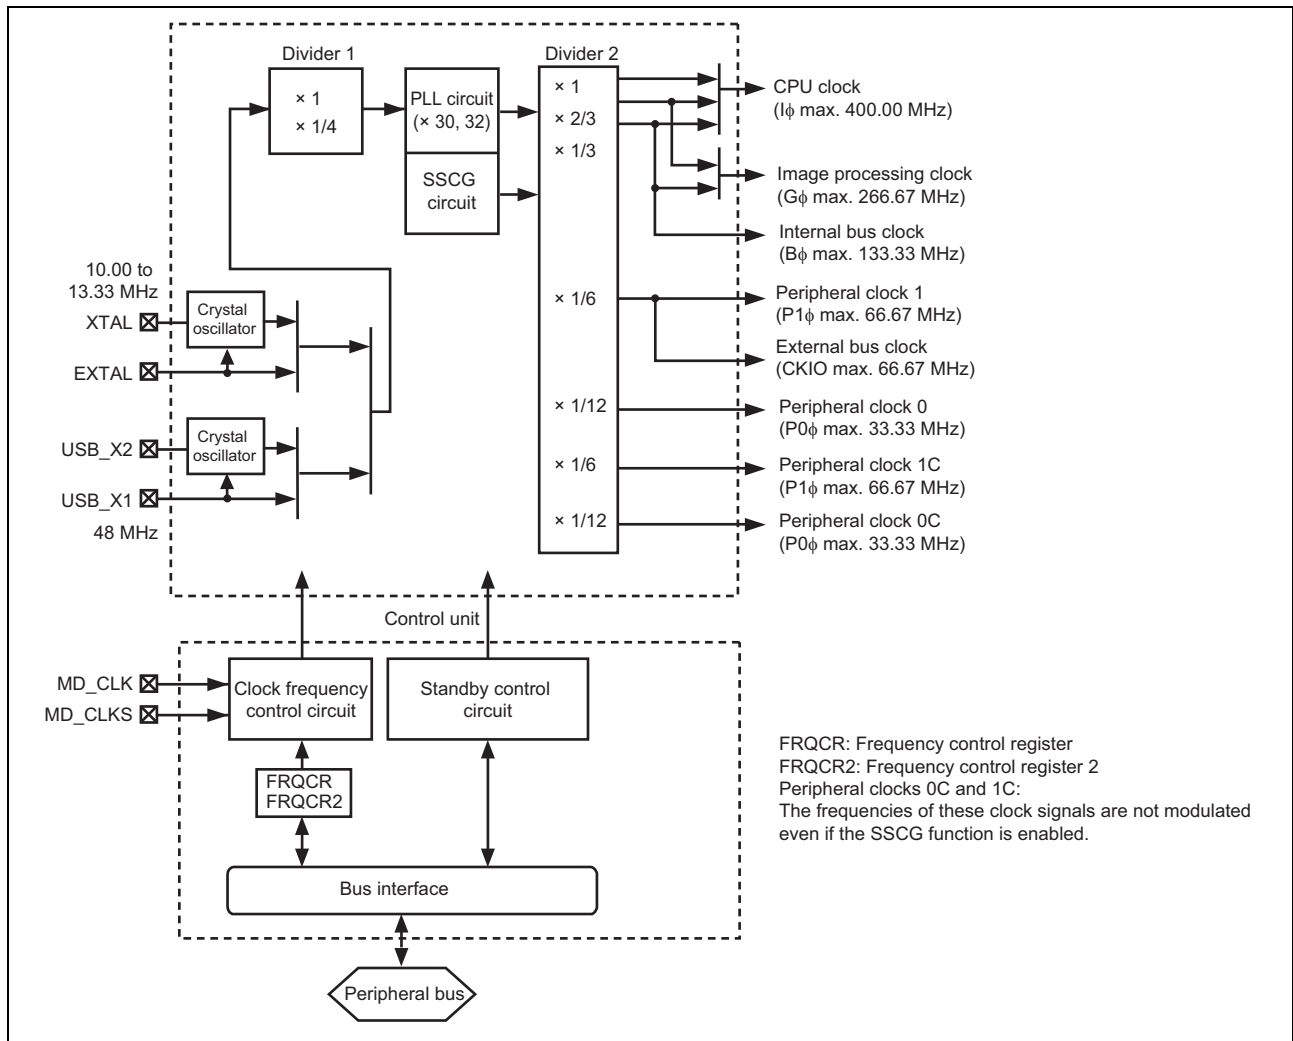 Divider 1
Divider 2
× 1
× 1/4
PLL circuit
(× 30, 32)
SSCG
circuit
× 1
× 2/3
× 1/3
× 1/6
× 1/12
× 1/6
× 1/12
CPU clock
(Iϕ max. 400.00 MHz)
Image processing clock
(Gϕ max. 266.67 MHz)
Internal bus clock
(Bϕ max. 133.33 MHz)
Peripheral clock 1
(P1ϕ max. 66.67 MHz)
External bus clock
(CKIO max. 66.67 MHz)
Peripheral clock 0
(P0ϕ max. 33.33 MHz)
Peripheral clock 1C
(P1ϕ max. 66.67 MHz)
Peripheral clock 0C
(P0ϕ max. 33.33 MHz)
10.00 to
13.33 MHz
XTAL
Crystal
oscillator
EXTAL
USB_X2
Crystal
oscillator
USB_X1
48 MHz
Control unit
MD_CLK
MD_CLKS
Clock frequency
control circuit
Standby control
circuit
FRQCR
FRQCR2
Bus interface
Peripheral bus
FRQCR: Frequency control register
FRQCR2: Frequency control register 2
Peripheral clocks 0C and 1C:
The frequencies of these clock signals are not modulated
even if the SSCG function is enabled.